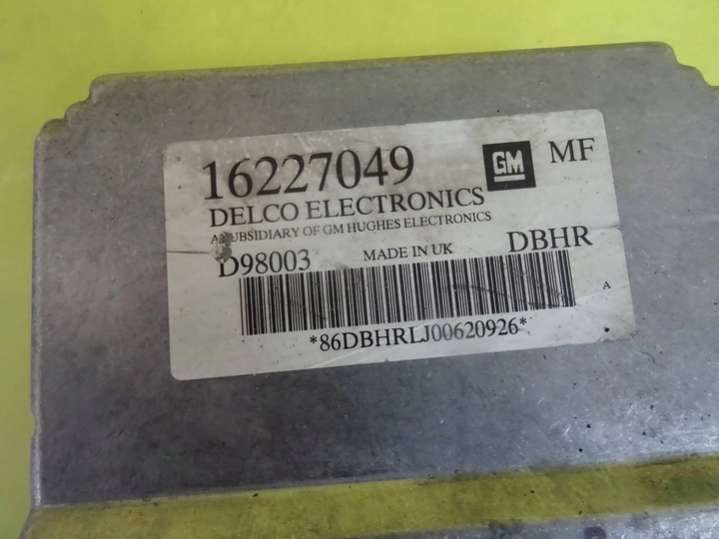 16227049 GM MF
DELCO ELECTRONICS
A SUBSIDIARY OF GM HUGHES ELECTRONICS
D98003 MADE IN UK DBHR
A
*86DBHRLJ00620926*